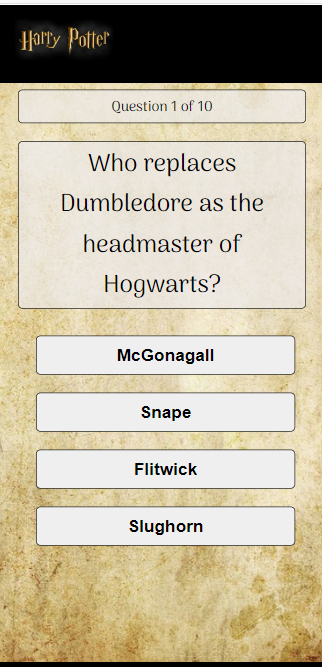 Harry Potter
Question 1 of 10
Who replaces
Dumbledore as the
headmaster of
Hogwarts?
McGonagall
Snape
Flitwick
Slughorn